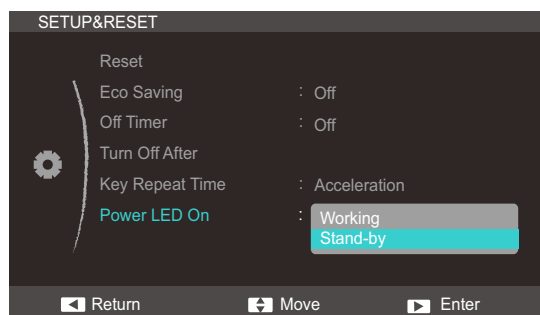 SETUP&RESET
Reset
Eco Saving : Off
Off Timer : Off
Turn Off After
Key Repeat Time : Acceleration
Power LED On : Working
Stand-by
Return Move Enter